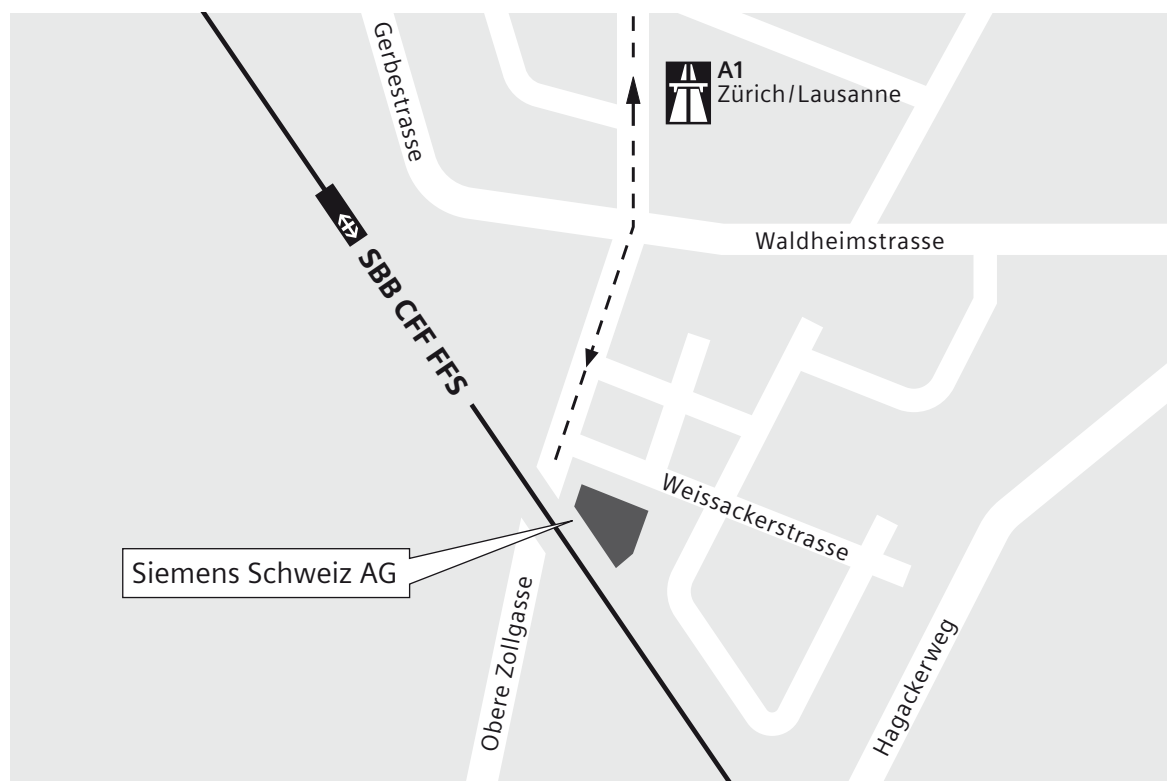 Gerbestrasse
A1
Zürich/Lausanne
Waldheimstrasse
SBB CFF FFS
Weissackerstrasse
Siemens Schweiz AG
Obere Zollgasse
Hagackerweg